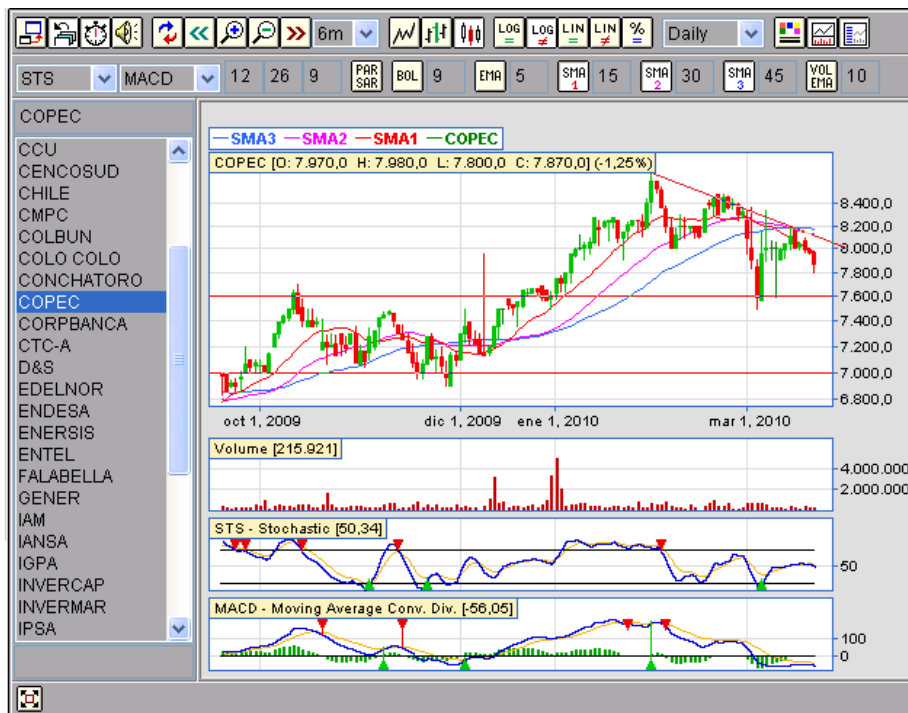 6m LOG LOG LIN LIN % Daily
STS MACD 12 26 9 PAR SAR BOL 9 EMA 5 SMA 1 15 SMA 2 30 SMA 3 45 VOL EMA 10
COPEC
CCU
CENCOSUD
CHILE
CMPC
COLBUN
COLO COLO
CONCHATORO
COPEC
CORPBANCA
CTC-A
D&S
EDELNOR
ENDESA
ENERSIS
ENTEL
FALABELLA
GENER
IAM
IANSA
IGPA
INVERCAP
INVERMAR
IPSA
SMA3 SMA2 SMA1 COPEC
COPEC [O: 7.970,0 H: 7.980,0 L: 7.800,0 C: 7.870,0] (-1,25%)
8.400,0
8.200,0
8.000,0
7.800,0
7.600,0
7.400,0
7.200,0
7.000,0
6.800,0
oct 1, 2009 dic 1, 2009 ene 1, 2010 mar 1, 2010
Volume [215.921]
4.000.000
2.000.000
STS - Stochastic [50,34]
50
MACD - Moving Average Conv. Div. [-56,05]
100
0